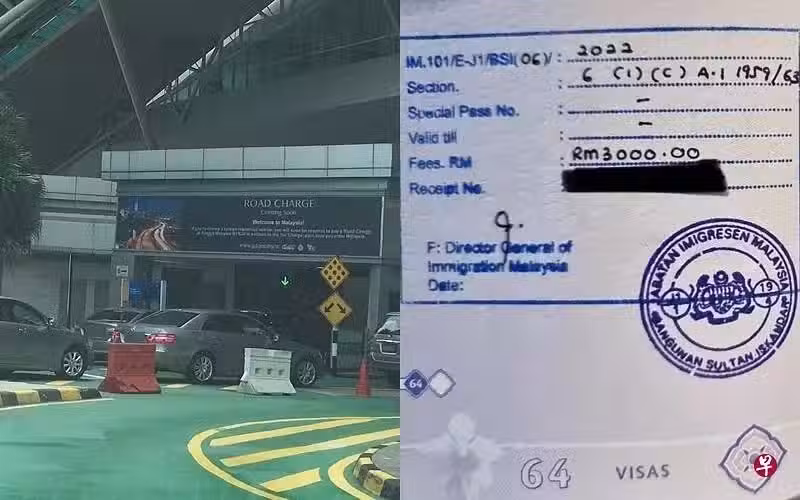 ROAD CHARGE
Coming Soon
Welcome to Malaysia!
IM.101/E-J1/BSI(06)/ : 2022
Section. : 6 (1) (C) A.I 1959/63
Special Pass No. : -
Valid till : -
Fees. RM : Rm3000.00
Receipt No. :
F: Director General of
Immigration Malaysia
Date:
JABATAN IMIGRESEN MALAYSIA
BANGUNAN SULTAN ISKANDAR
64
64 VISAS
早